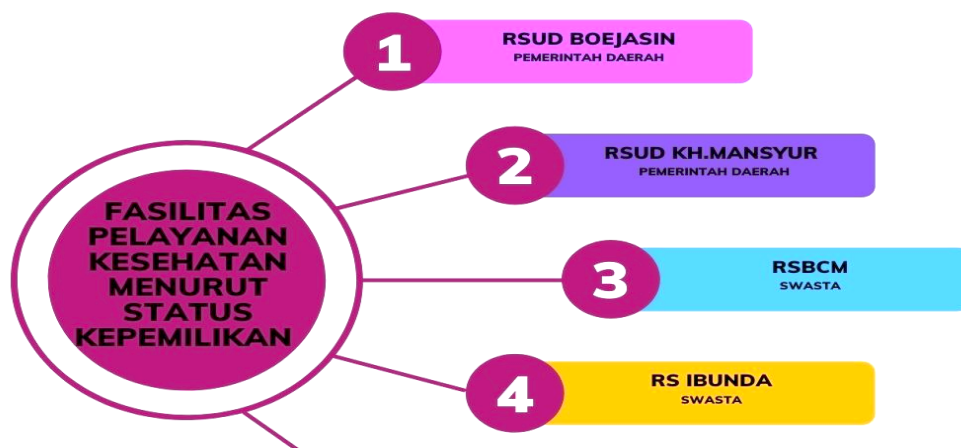 FASILITAS
PELAYANAN
KESEHATAN
MENURUT
STATUS
KEPEMILIKAN
1
RSUD BOEJASIN
PEMERINTAH DAERAH
2
RSUD KH.MANSYUR
PEMERINTAH DAERAH
3
RSBCM
SWASTA
4
RS IBUNDA
SWASTA